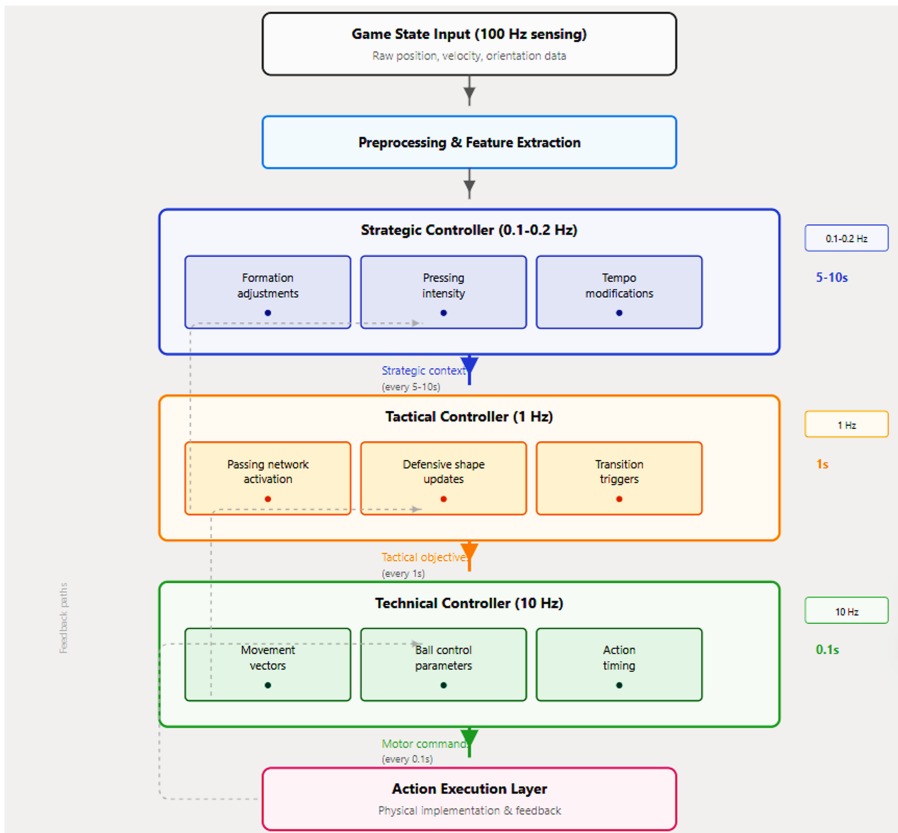 Game State Input (100 Hz sensing)
Raw position, velocity, orientation data
Preprocessing & Feature Extraction
Strategic Controller (0.1-0.2 Hz)
Formation
adjustments
Pressing
intensity
Tempo
modifications
0.1-0.2 Hz
5-10s
Strategic context
(every 5-10s)
Tactical Controller (1 Hz)
Passing network
activation
Defensive shape
updates
Transition
triggers
1 Hz
1s
Tactical objective
(every 1s)
Technical Controller (10 Hz)
Movement
vectors
Ball control
parameters
Action
timing
10 Hz
0.1s
Feedback paths
Motor command
(every 0.1s)
Action Execution Layer
Physical implementation & feedback